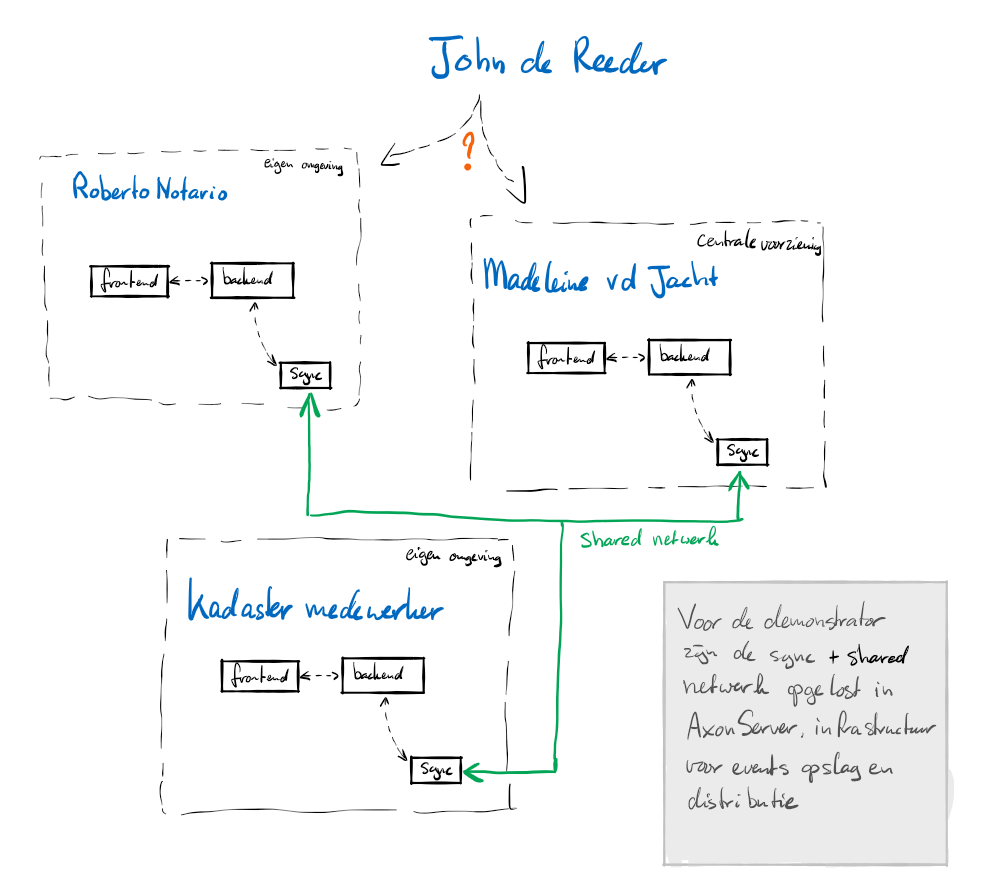 John de Reeder
?
eigen omgeving
Roberto Notario
frontend
backend
Sync
Centrale voorziening
Madeleine vd Jacht
frontend
backend
Sync
Shared netwerk
eigen omgeving
Kadaster medewerker
frontend
backend
Sync
Voor de demonstrator
zijn de sync + shared
netwerk opgelost in
AxonServer, infrastructuur
voor events opslag en
distributie